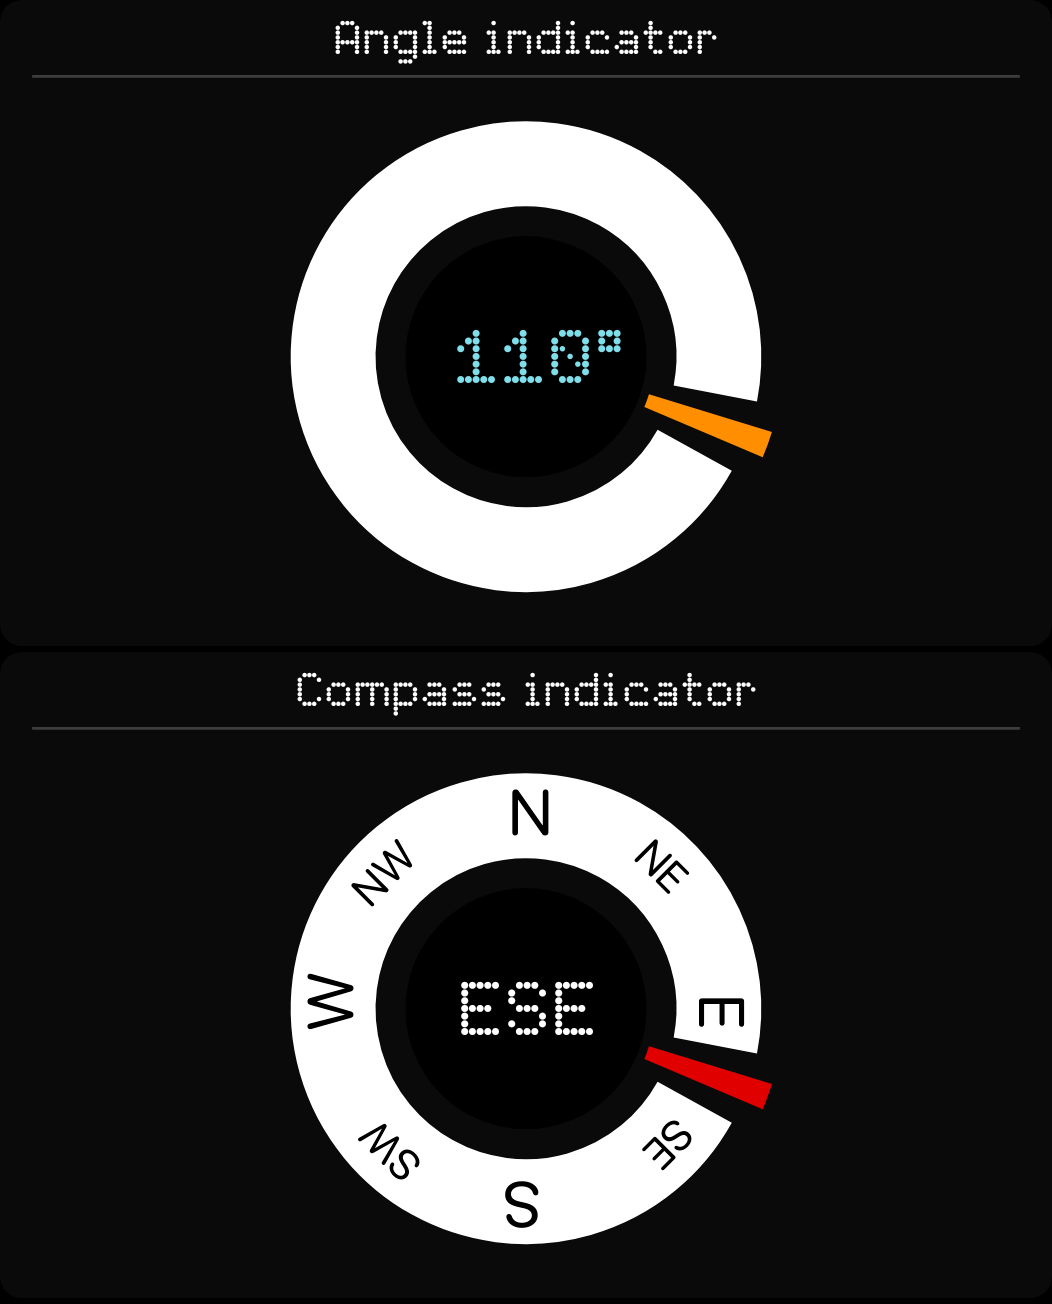 Angle indicator
110°
Compass indicator
N
NW
NE
W
ESE
E
SW
SE
S